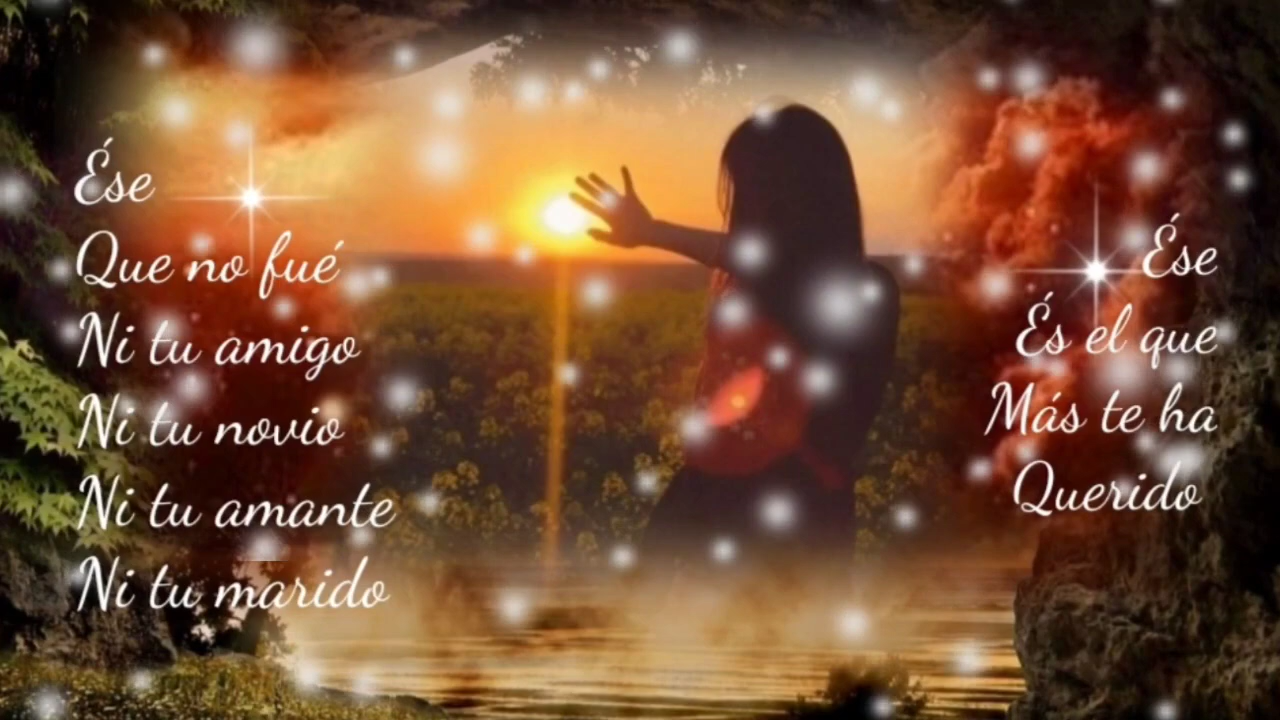 Ése
Que no fué
Ni tu amigo
Ni tu novio
Ni tu amante
Ni tu marido
Ése
És el que
Más te ha
Querido